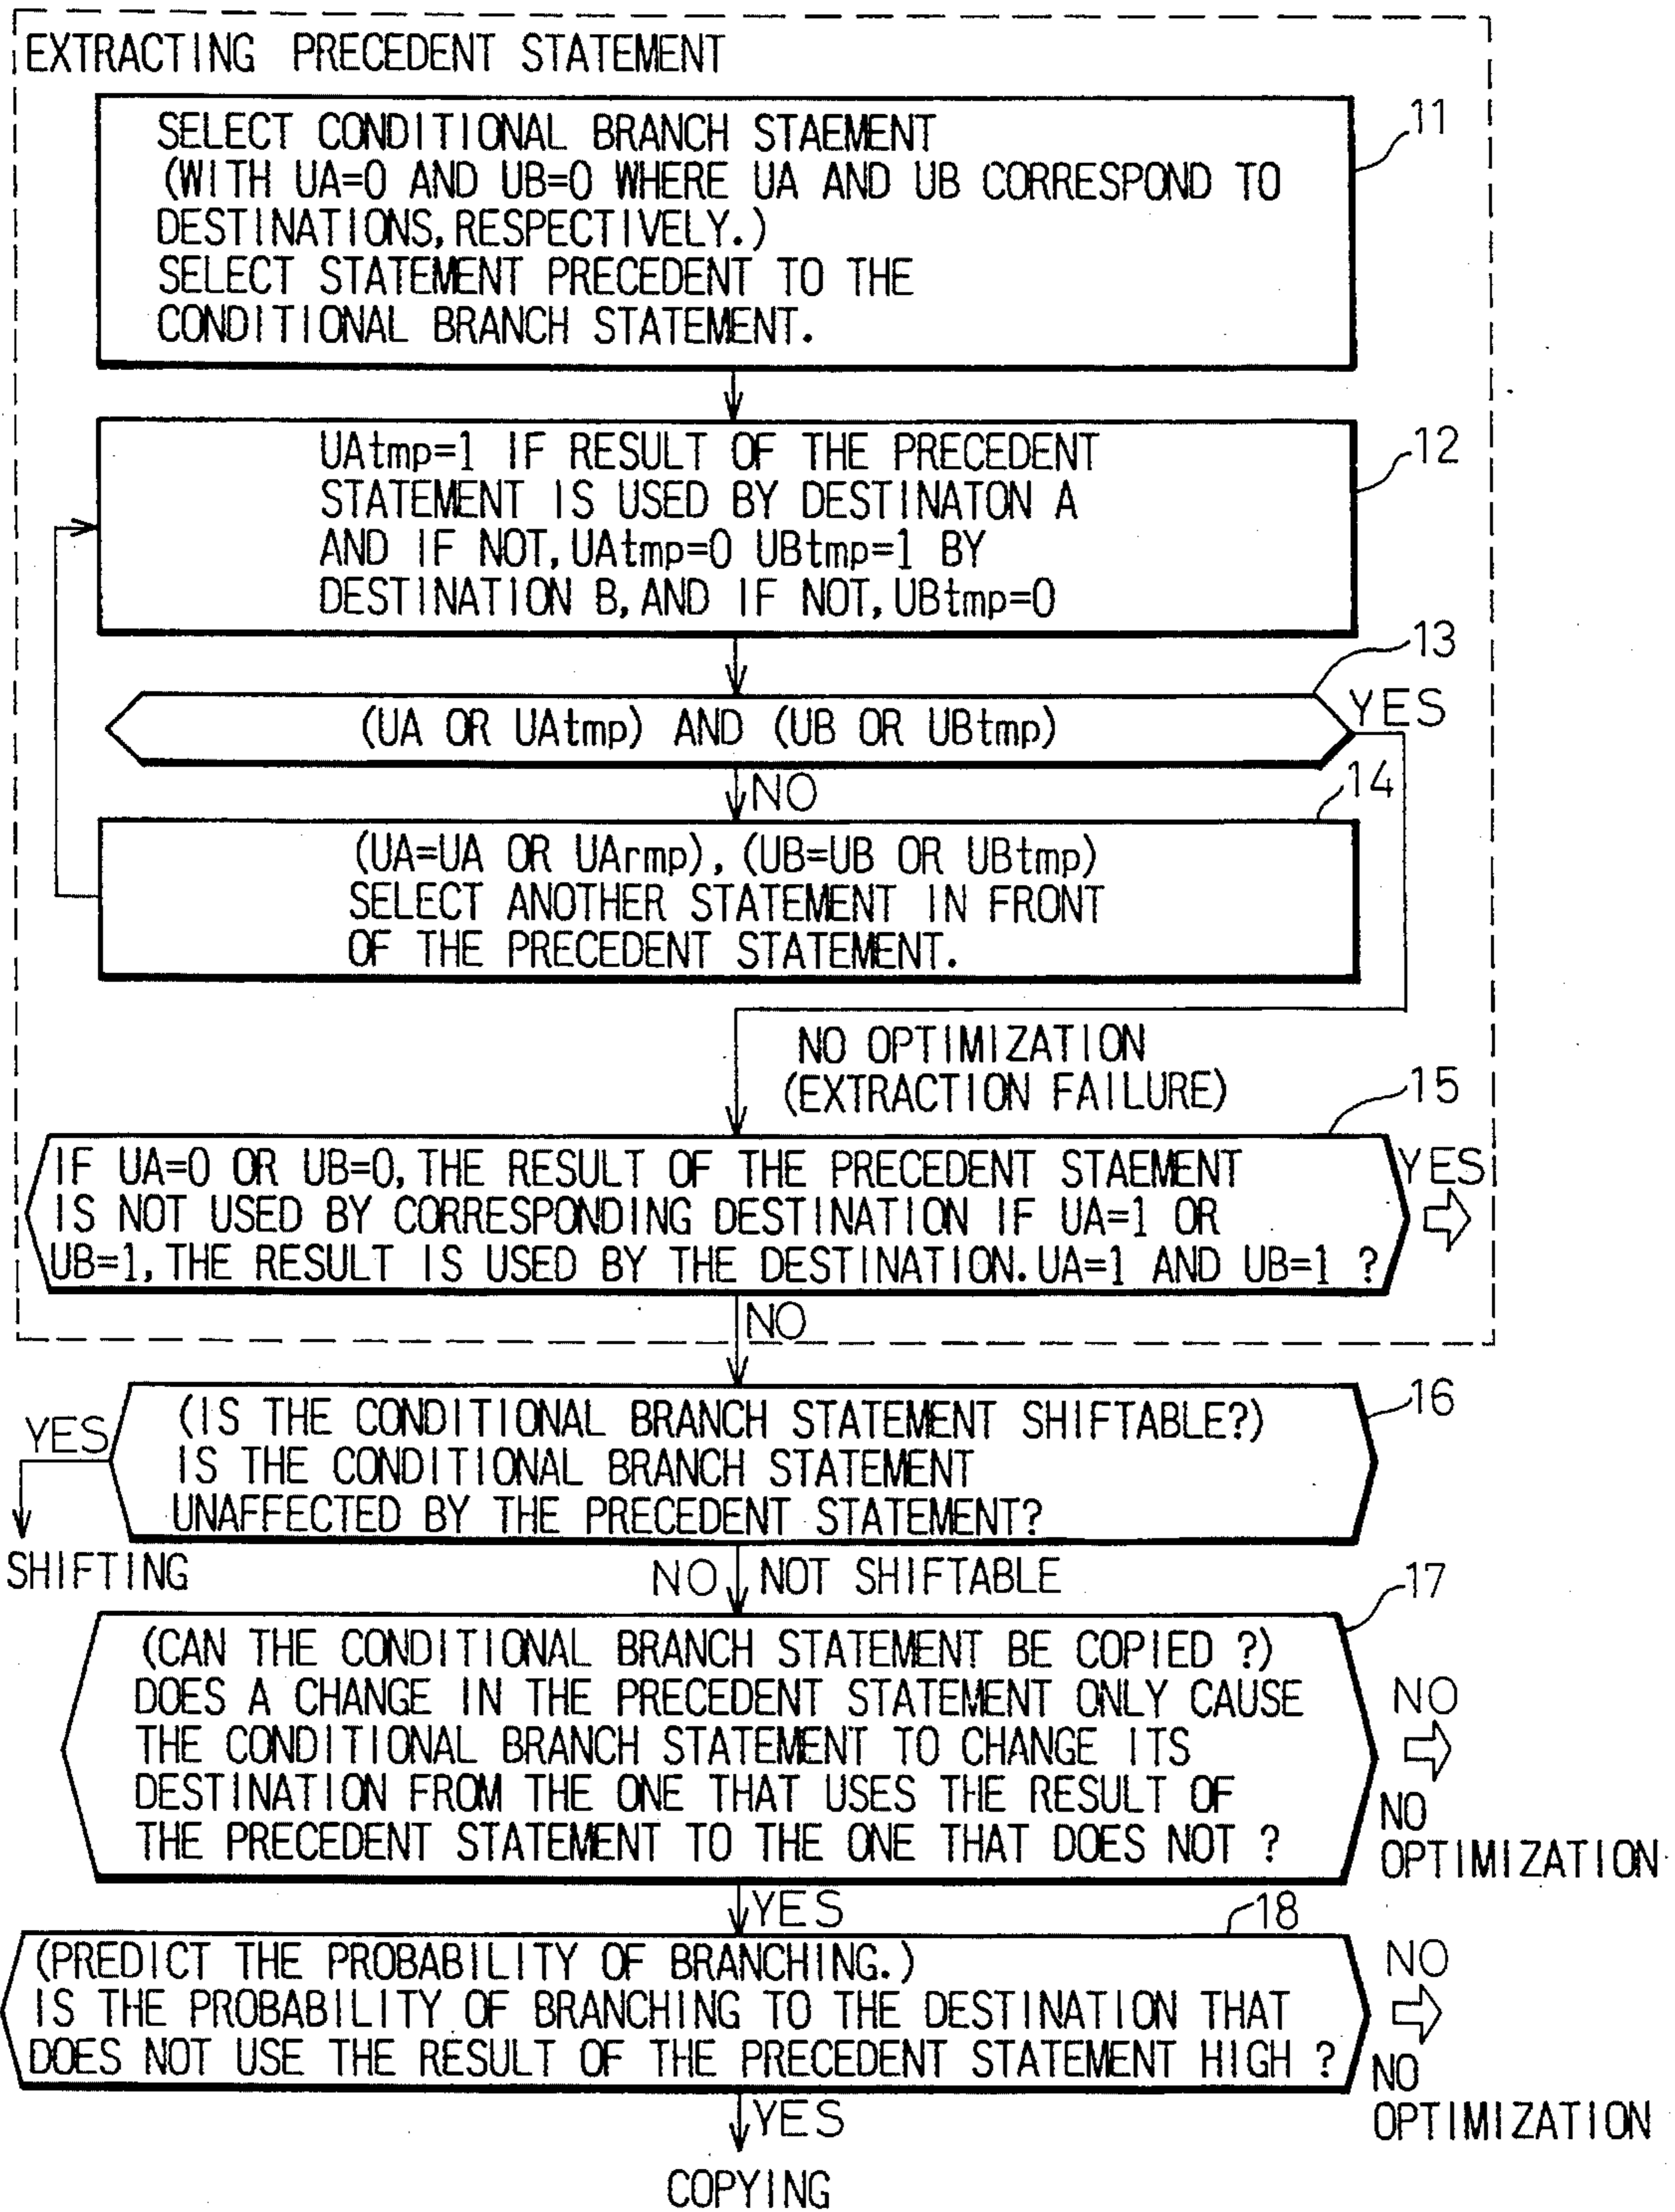 EXTRACTING PRECEDENT STATEMENT
SELECT CONDITIONAL BRANCH STAEMENT
(WITH UA=0 AND UB=0 WHERE UA AND UB CORRESPOND TO
DESTINATIONS, RESPECTIVELY.)
SELECT STATEMENT PRECEDENT TO THE
CONDITIONAL BRANCH STATEMENT.
11
UAtmp=1 IF RESULT OF THE PRECEDENT
STATEMENT IS USED BY DESTINATON A
AND IF NOT, UAtmp=0 UBtmp=1 BY
DESTINATION B, AND IF NOT, UBtmp=0
12
13
(UA OR UAtmp) AND (UB OR UBtmp)
YES
NO
14
(UA=UA OR UArmp), (UB=UB OR UBtmp)
SELECT ANOTHER STATEMENT IN FRONT
OF THE PRECEDENT STATEMENT.
NO OPTIMIZATION
(EXTRACTION FAILURE)
15
IF UA=0 OR UB=0, THE RESULT OF THE PRECEDENT STAEMENT
IS NOT USED BY CORRESPONDING DESTINATION IF UA=1 OR
UB=1, THE RESULT IS USED BY THE DESTINATION. UA=1 AND UB=1 ?
YES
NO
16
(IS THE CONDITIONAL BRANCH STATEMENT SHIFTABLE?)
IS THE CONDITIONAL BRANCH STATEMENT
UNAFFECTED BY THE PRECEDENT STATEMENT?
YES
SHIFTING
NO NOT SHIFTABLE
17
(CAN THE CONDITIONAL BRANCH STATEMENT BE COPIED ?)
DOES A CHANGE IN THE PRECEDENT STATEMENT ONLY CAUSE
THE CONDITIONAL BRANCH STATEMENT TO CHANGE ITS
DESTINATION FROM THE ONE THAT USES THE RESULT OF
THE PRECEDENT STATEMENT TO THE ONE THAT DOES NOT ?
NO
NO
OPTIMIZATION
YES
18
(PREDICT THE PROBABILITY OF BRANCHING.)
IS THE PROBABILITY OF BRANCHING TO THE DESTINATION THAT
DOES NOT USE THE RESULT OF THE PRECEDENT STATEMENT HIGH ?
NO
NO
OPTIMIZATION
YES
COPYING